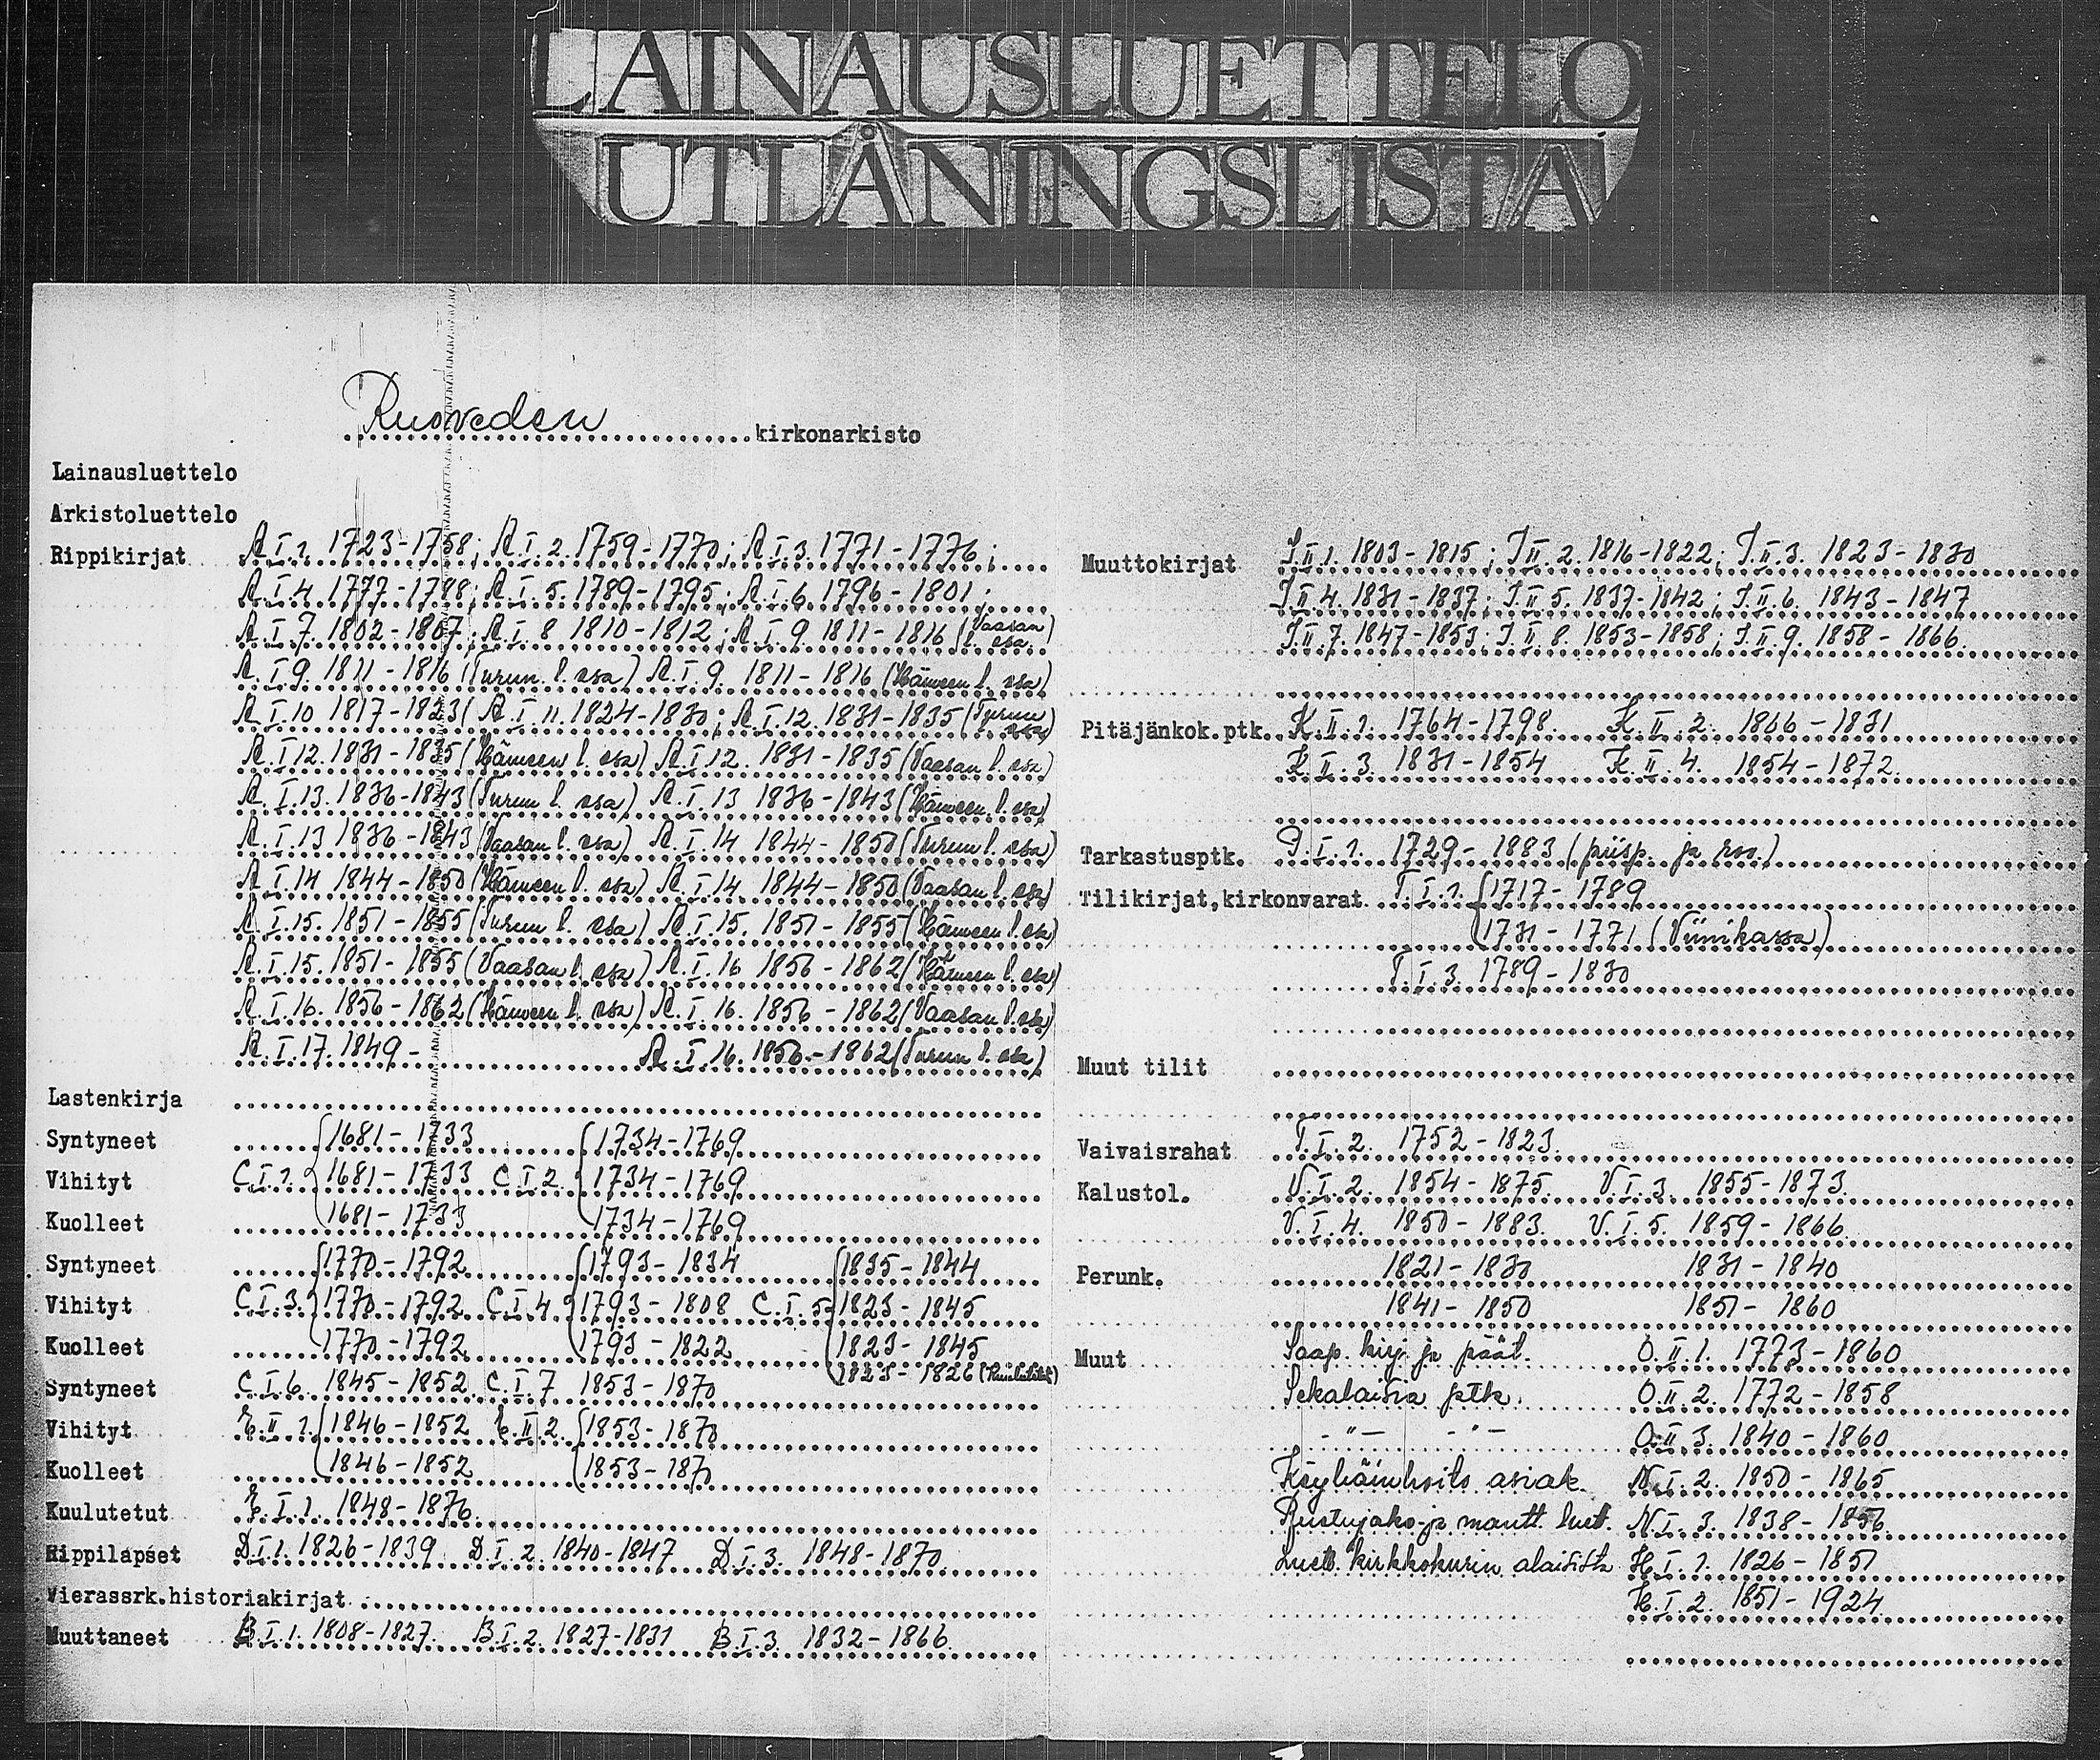 LAINAUSLUETTELO
UTLÅNINGSLISTA
Ruoveden kirkonarkisto
Lainausluettelo
Arkistoluettelo
Rippikirjat A.I.1. 1723-1758; A.I.2. 1759-1770; A.I.3. 1771-1776;
A.I.4 1777-1788; A.I.5. 1789-1795; A.I.6. 1796-1801;
A.I.7. 1802-1807; A.I.8 1810-1812; A.I.9. 1811-1816 (Vaasan l. osa)
A.I.9. 1811-1816 (Turun l. osa) A.I.9. 1811-1816 (Hämeen l. osa)
A.I.10 1817-1823( A.I.11. 1824-1830; A.I.12. 1831-1835 (Turun osa)
A.I.12. 1831-1835 (Hämeen l. osa) A.I.12. 1831-1835 (Vaasan l. osa)
A.I.13. 1836-1843 (Turun l. osa) A.I.13 1836-1843 (Hämeen l. osa)
A.I.13 1836-1843 (Vaasan l. osa) A.I.14 1844-1850 (Turun l. osa)
A.I.14 1844-1850 (Hämeen l. osa) A.I.14 1844-1850 (Vaasan l. osa)
A.I.15. 1851-1855 (Turun l. osa) A.I.15. 1851-1855 (Hämeen l. osa)
A.I.15. 1851-1855 (Vaasan l. osa) A.I.16 1856-1862 (Hämeen l. osa)
A.I.16. 1856-1862 (Hämeen l. osa) A.I.16. 1856-1862 (Vaasan l. osa)
A.I.17. 1849- A.I.16. 1856-1862 (Turun l. osa)
Lastenkirja
Syntyneet 1681-1733 1734-1769
Vihityt C.I.1. 1681-1733 C.I.2. 1734-1769
Kuolleet 1681-1733 1734-1769
Syntyneet 1770-1792 1793-1834 1835-1844
Vihityt C.I.3. 1770-1792 C.I.4. 1793-1808 C.I.5. 1823-1845
Kuolleet 1770-1792 1793-1822 1823-1845
1823-1826 (Kuulutetut)
Syntyneet C.I.6. 1845-1852. C.I.7 1853-1870
Vihityt E.II.1. 1846-1852 E.II.2. 1853-1870
Kuolleet 1846-1852 1853-187
Kuulutetut E.I.1. 1848-1876
Rippilapset D.I.1. 1826-1839 D.I.2. 1840-1847 D.I.3. 1848-1870
Vierassrk.historiakirjat
Muuttaneet B.I.1. 1808-1827. B.I.2. 1827-1831 B.I.3. 1832-1866
Muuttokirjat J.II.1. 1803-1815; J.II.2. 1816-1822; J.II.3. 1823-1830
J.II.4. 1831-1837; J.II.5. 1837-1842; J.II.6. 1843-1847
J.II.7. 1847-1853; J.II.8. 1853-1858; J.II.9. 1858-1866.
Pitäjänkok.ptk. K.II.1. 1764-1798. K.II.2. 1806-1831
K.II.3. 1831-1854 K.II.4. 1854-1872.
Tarkastusptk. P.I.1. 1729-1883 (piisp. ja rov.)
Tilikirjat,kirkonvarat T.I.1. 1717-1789
1731-1771 (Viinikassa)
T.I.3. 1789-1830
Muut tilit
Vaivaisrahat T.I.2. 1752-1823.
Kalustol. V.I.2. 1854-1875. V.I.3. 1855-1873.
V.I.4. 1850-1883. V.I.5. 1859-1866.
Perunk. 1821-1830 1831-1840
1841-1850 1851-1860
Muut Saap. kirj. ja päät. O.II.1. 1773-1860
Sekalaisia ptk. O.II.2. 1772-1858
-"- -"- O.II.3. 1840-1860
Köyhäinhoito asiak. N.I.2. 1850-1865
Ruotujako-ja mantt. luet. N.I.3. 1838-1856
Luett. kirkkokurin alaisista H.I.1. 1826-1851
H.I.2. 1851-1924